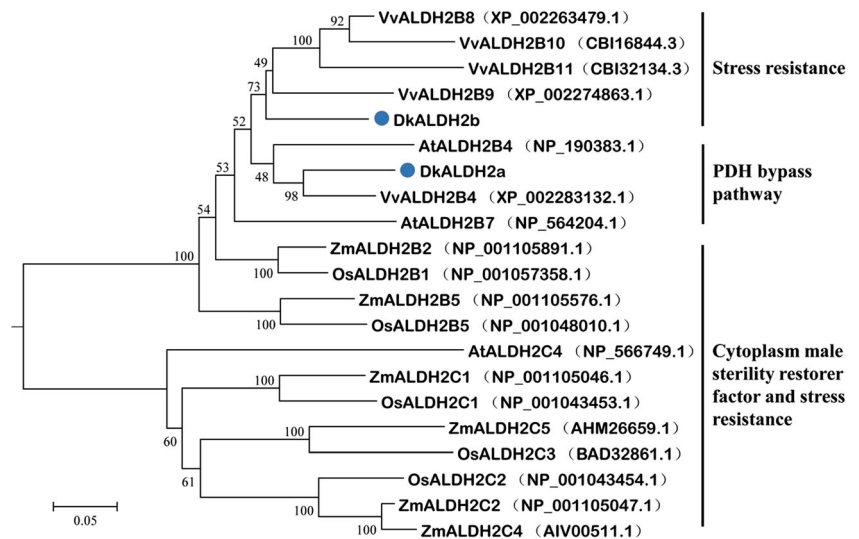 92
VvALDH2B8 (XP_002263479.1)
100
VvALDH2B10 (CBI16844.3)
49
VvALDH2B11 (CBI32134.3)
Stress resistance
73
VvALDH2B9 (XP_002274863.1)
DkALDH2b
52
AtALDH2B4 (NP_190383.1)
53
48
DkALDH2a
PDH bypass
pathway
98
VvALDH2B4 (XP_002283132.1)
54
AtALDH2B7 (NP_564204.1)
100
ZmALDH2B2 (NP_001105891.1)
100
OsALDH2B1 (NP_001057358.1)
ZmALDH2B5 (NP_001105576.1)
100
OsALDH2B5 (NP_001048010.1)
AtALDH2C4 (NP_566749.1)
Cytoplasm male
sterility restorer
factor and stress
resistance
100
ZmALDH2C1 (NP_001105046.1)
OsALDH2C1 (NP_001043453.1)
60
100
ZmALDH2C5 (AHM26659.1)
OsALDH2C3 (BAD32861.1)
61
OsALDH2C2 (NP_001043454.1)
100
ZmALDH2C2 (NP_001105047.1)
100
ZmALDH2C4 (AIV00511.1)
0.05